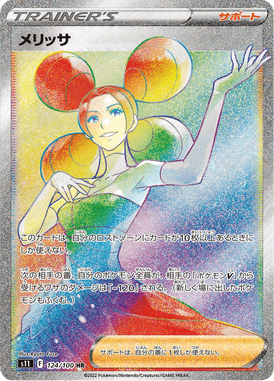 TRAINER'S サポート
メリッサ
このカードは、自分のロストゾーンにカードが10枚以上あるときに
しか使えない。
次の相手の番、自分のポケモン全員が、相手の「ポケモンV」から
受けるワザのダメージは「-120」される。(新しく場に出したポ
ケモンもふくむ。)
サポートは、自分の番に1枚しか使えない。
s11 F 124/100 HR
©2022 Pokémon/Nintendo/Creatures/GAME FREAK.